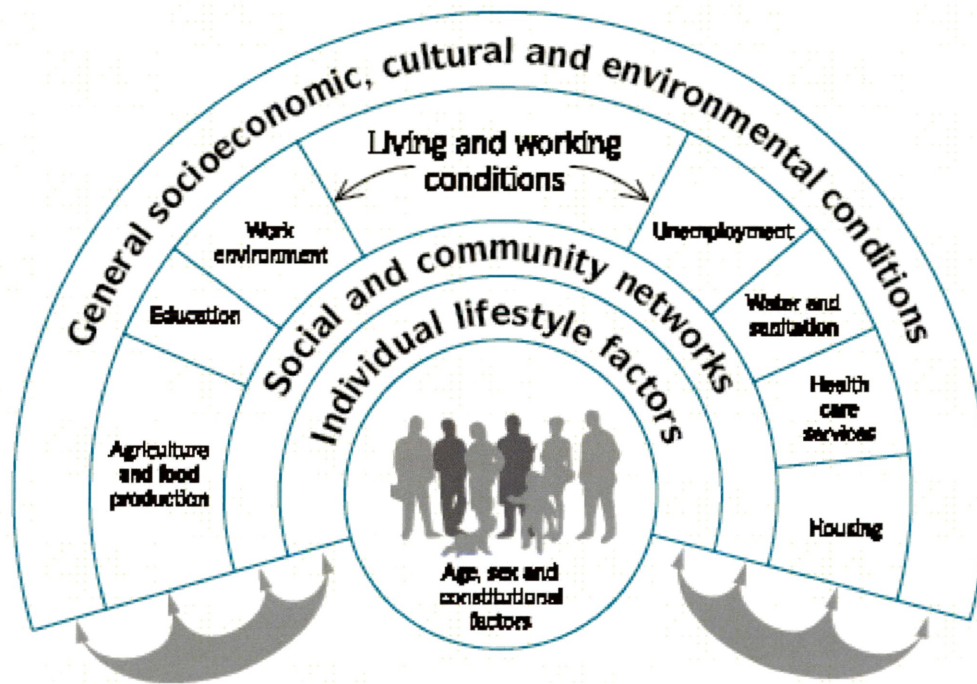 General socioeconomic, cultural and environmental conditions
Living and working
conditions
Work
environment
Unemployment
Education
Water and
sanitation
Agriculture
and food
production
Health
care
services
Housing
Social and community networks
Individual lifestyle factors
Age, sex and
constitutional
factors